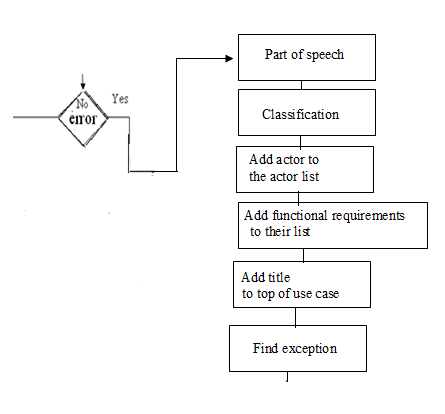 No
error
Yes
Part of speech
Classification
Add actor to
the actor list
Add functional requirements
to their list
Add title
to top of use case
Find exception